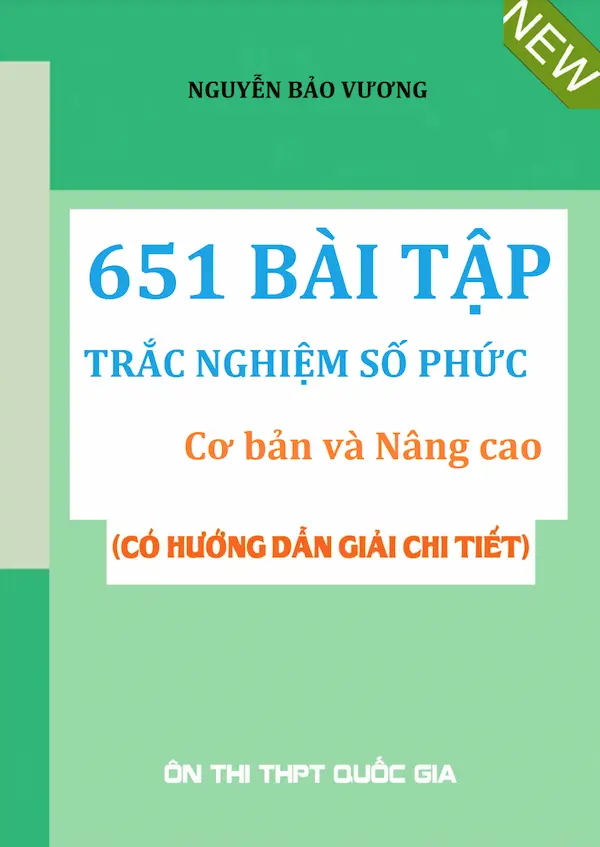 NEW
NGUYỄN BẢO VƯƠNG
651 BÀI TẬP
TRẮC NGHIỆM SỐ PHỨC
Cơ bản và Nâng cao
(CÓ HƯỚNG DẪN GIẢI CHI TIẾT)
ÔN THI THPT QUỐC GIA